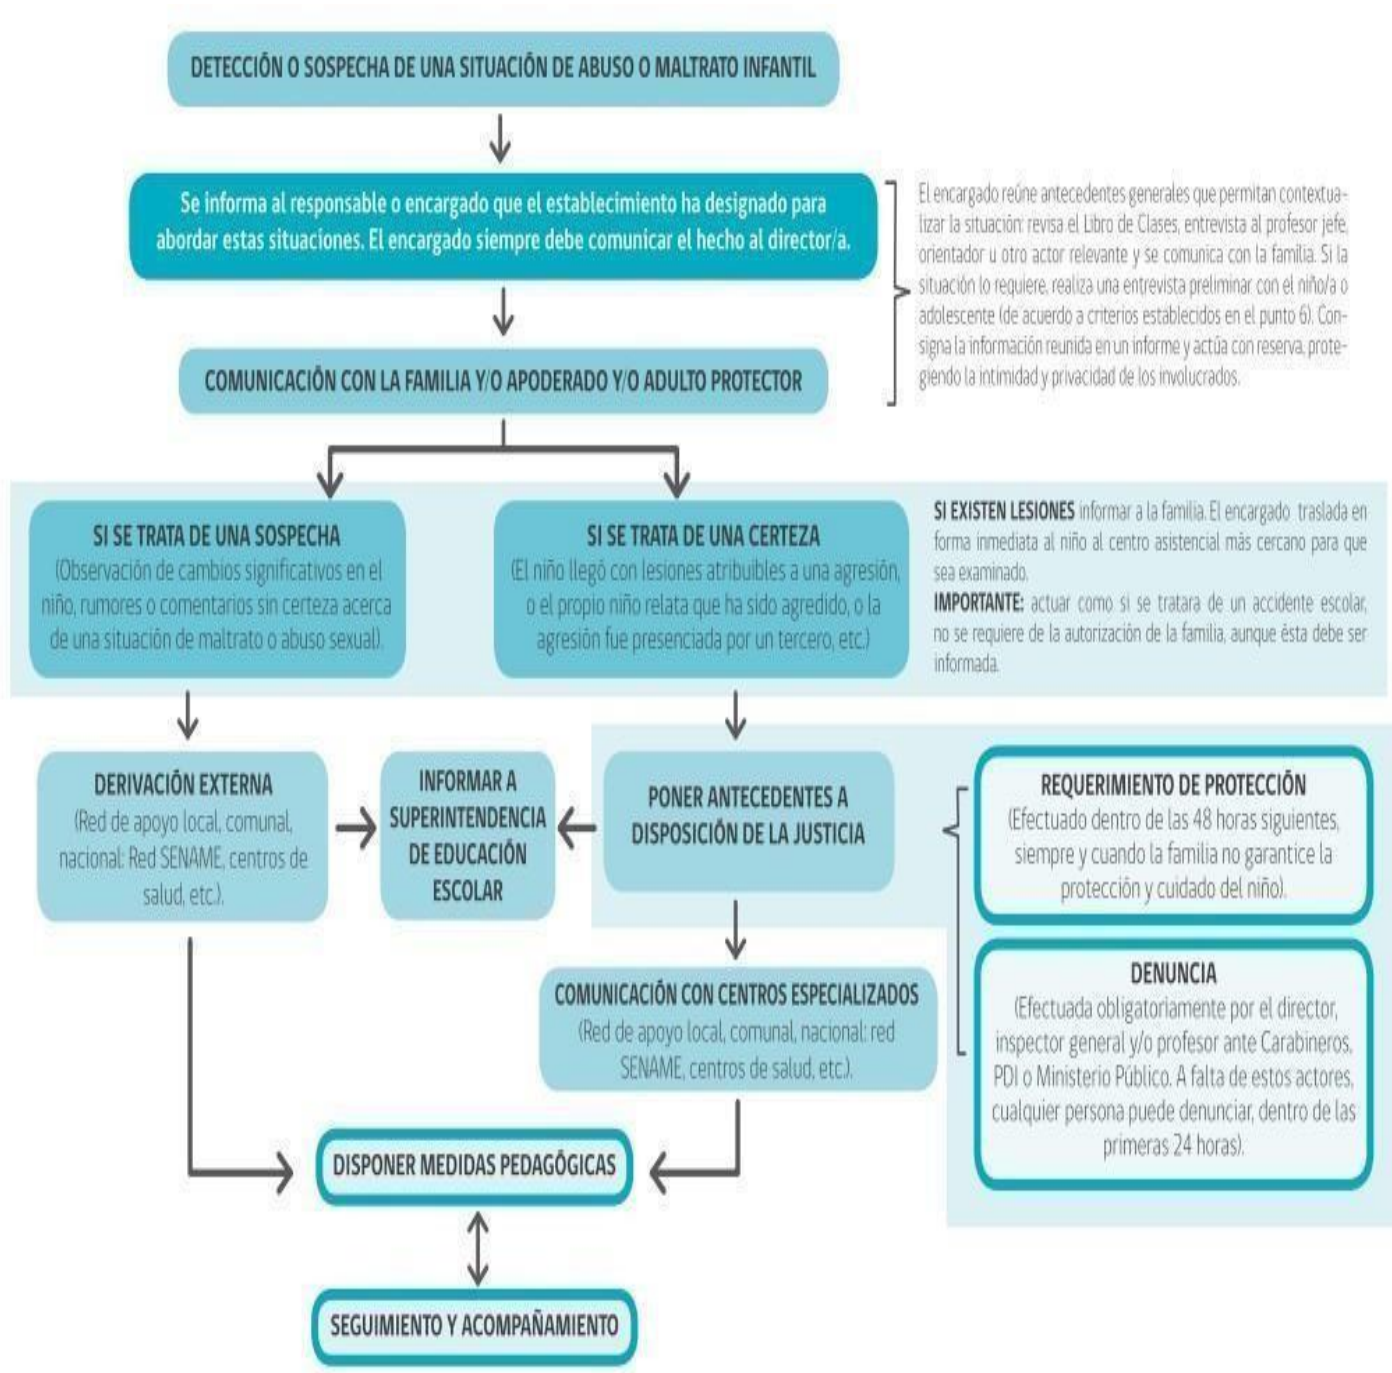 DETECCIÓN O SOSPECHA DE UNA SITUACIÓN DE ABUSO O MALTRATO INFANTIL
Se informa al responsable o encargado que el establecimiento ha designado para
abordar estas situaciones. El encargado siempre debe comunicar el hecho al director/a.
El encargado reúne antecedentes generales que permitan contextua-
lizar la situación: revisa el Libro de Clases, entrevista al profesor jefe,
orientador u otro actor relevante y se comunica con la familia. Si la
situación lo requiere, realiza una entrevista preliminar con el niño/a o
adolescente (de acuerdo a criterios establecidos en el punto 6). Con-
signa la información reunida en un informe y actúa con reserva, prote-
giendo la intimidad y privacidad de los involucrados.
COMUNICACIÓN CON LA FAMILIA Y/O APODERADO Y/O ADULTO PROTECTOR
SI SE TRATA DE UNA SOSPECHA
(Observación de cambios significativos en el
niño, rumores o comentarios sin certeza acerca
de una situación de maltrato o abuso sexual).
SI SE TRATA DE UNA CERTEZA
(El niño llegó con lesiones atribuibles a una agresión,
o el propio niño relata que ha sido agredido, o la
agresión fue presenciada por un tercero, etc.)
SI EXISTEN LESIONES informar a la familia. El encargado traslada en
forma inmediata al niño al centro asistencial más cercano para que
sea examinado.
IMPORTANTE: actuar como si se tratara de un accidente escolar,
no se requiere de la autorización de la familia, aunque ésta debe ser
informada.
DERIVACIÓN EXTERNA
(Red de apoyo local, comunal,
nacional: Red SENAME, centros de
salud, etc.).
INFORMAR A
SUPERINTENDENCIA
DE EDUCACIÓN
ESCOLAR
PONER ANTECEDENTES A
DISPOSICIÓN DE LA JUSTICIA
REQUERIMIENTO DE PROTECCIÓN
(Efectuado dentro de las 48 horas siguientes,
siempre y cuando la familia no garantice la
protección y cuidado del niño).
COMUNICACIÓN CON CENTROS ESPECIALIZADOS
(Red de apoyo local, comunal, nacional: red
SENAME, centros de salud, etc.).
DENUNCIA
(Efectuada obligatoriamente por el director,
inspector general y/o profesor ante Carabineros,
PDI o Ministerio Público. A falta de estos actores,
cualquier persona puede denunciar, dentro de las
primeras 24 horas).
DISPONER MEDIDAS PEDAGÓGICAS
SEGUIMIENTO Y ACOMPAÑAMIENTO